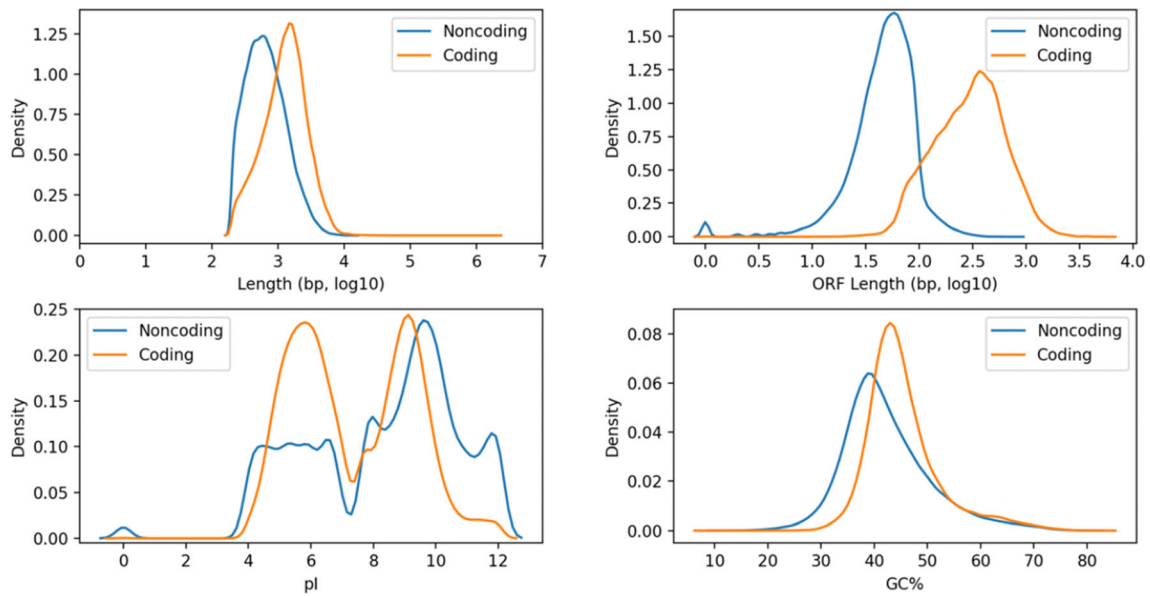 Density
1.25
1.00
0.75
0.50
0.25
0.00
Noncoding
Coding
0 1 2 3 4 5 6 7
Length (bp, log10)
Density
1.50
1.25
1.00
0.75
0.50
0.25
0.00
Noncoding
Coding
0.0 0.5 1.0 1.5 2.0 2.5 3.0 3.5 4.0
ORF Length (bp, log10)
Density
0.25
0.20
0.15
0.10
0.05
0.00
Noncoding
Coding
0 2 4 6 8 10 12
pI
Density
0.08
0.06
0.04
0.02
0.00
Noncoding
Coding
10 20 30 40 50 60 70 80
GC%